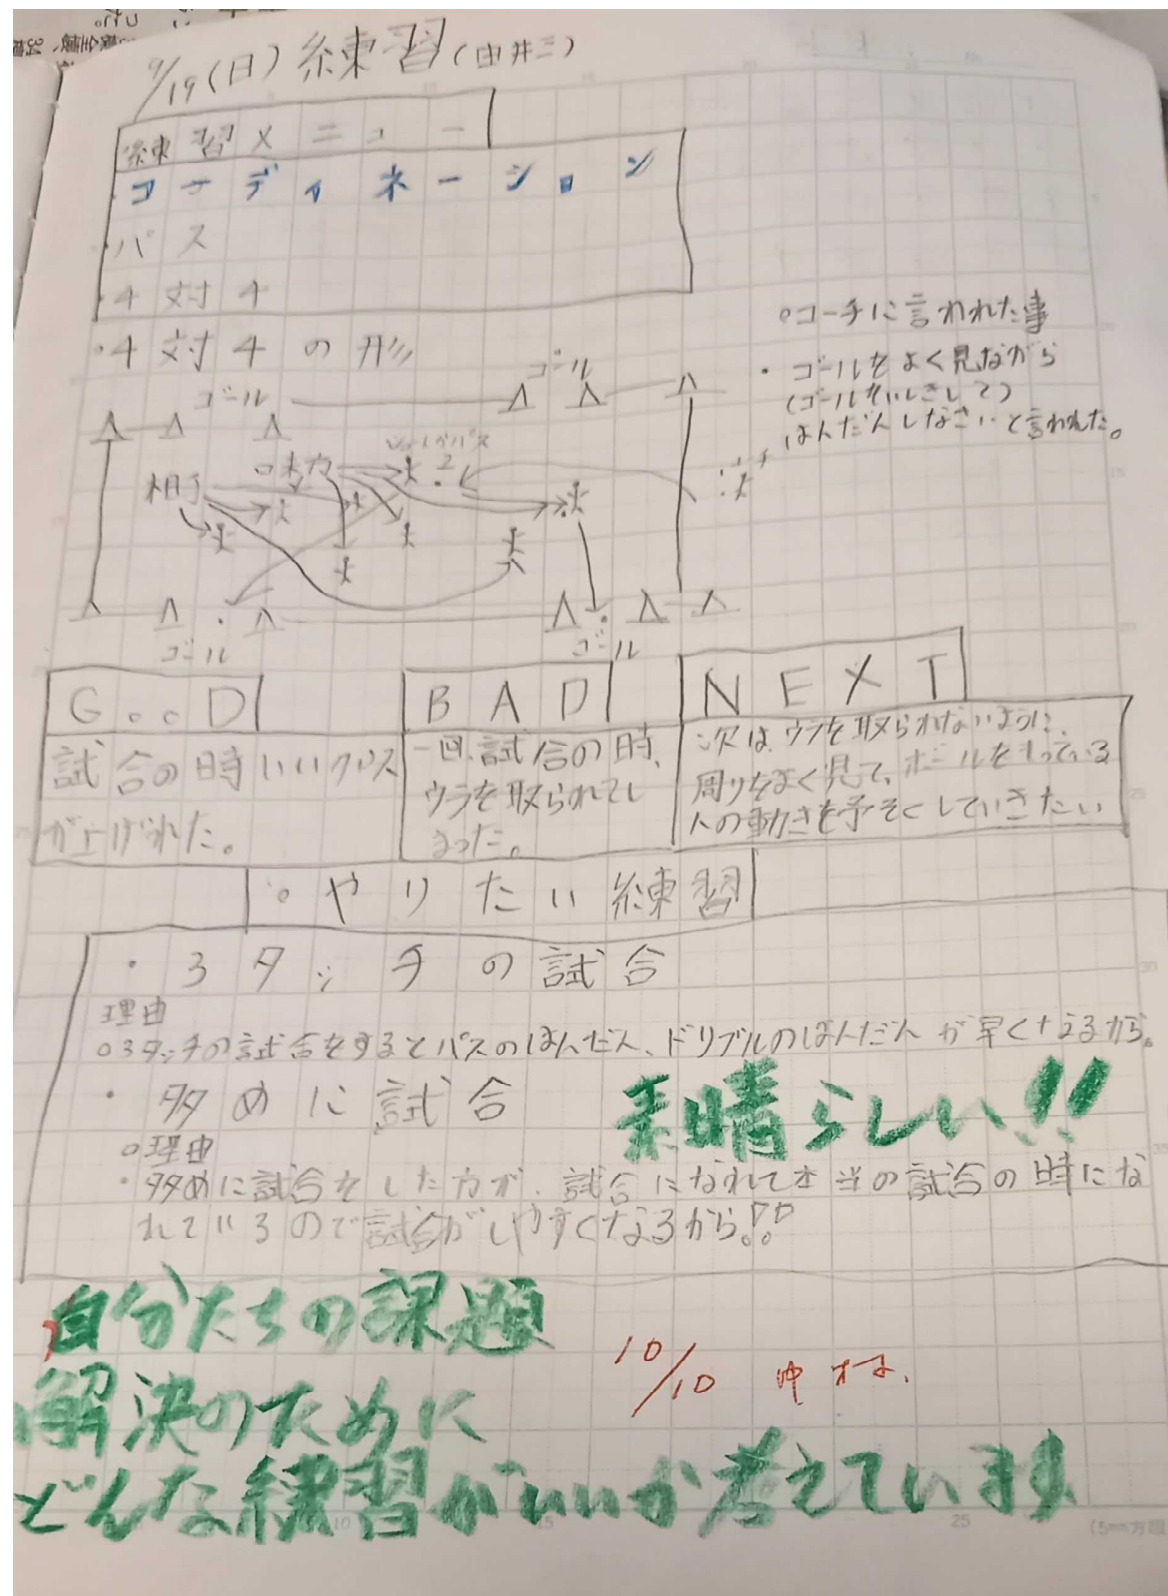 9/19(日)練習(由井三)
練習メニュー
・コーディネーション
・パス
・4対4
○4対4の形
ゴール
ゴール
相手
味方
コーチ
ゴール
ゴール
○コーチに言われた事
・ゴールをよく見ながら
(ゴールをいしきして)
はんだんしなさいと言われた。
GooD
試合の時いいクロス
が上げれた。
BAD
一回、試合の時、
ウラを取られてし
まった。
NEXT
次は、ウラを取られないように、
周りをよく見て、ボールをもっている
人の動きを予そくしていきたい
○やりたい練習
・3タッチの試合
理由
○3タッチの試合をするとパスのはんだん、ドリブルのはんだんが早くなるから。
・多めに試合
○理由
・多めに試合をした方が、試合になれて本当の試合の時にな
れているので試合がしやすくなるから!!
素晴らしい!!
自分たちの課題
解決のために
どんな練習がいいか考えています
10/10
25
(5mm方眼